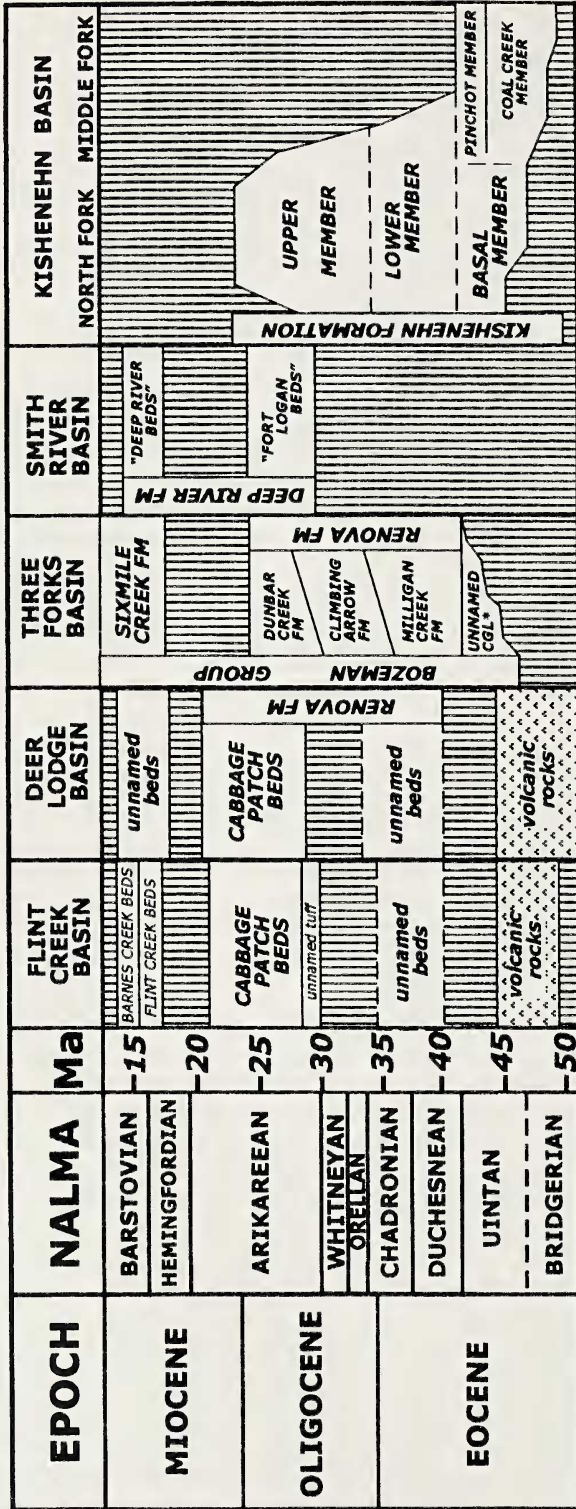 EPOCH
NALMA
Ma
FLINT
CREEK
BASIN
DEER
LODGE
BASIN
THREE
FORKS
BASIN
SMITH
RIVER
BASIN
KISHENEHN BASIN
NORTH FORK MIDDLE FORK
MIOCENE
OLIGOCENE
EOCENE
BARSTOVIAN
HEMINGFORDIAN
ARIKAREEAN
WHITNEYAN
ORELLAN
CHADRONIAN
DUCHESNEAN
UINTAN
BRIDGERIAN
15
20
25
30
35
40
45
50
BARNES CREEK BEDS
FLINT CREEK BEDS
CABBAGE
PATCH
BEDS
unnamed tuff
unnamed
beds
volcanic
rocks
unnamed
beds
CABBAGE
PATCH
BEDS
unnamed
beds
volcanic
rocks
RENOVA FM
BOZEMAN GROUP
SIXMILE
CREEK FM
DUNBAR
CREEK
FM
CLIMBING
ARROW
FM
MILLIGAN
CREEK
FM
UNNAMED
CGL*
RENOVA FM
DEEP RIVER FM
"DEEP RIVER
BEDS"
"FORT
LOGAN
BEDS"
KISHENEHN FORMATION
UPPER
MEMBER
LOWER
MEMBER
BASAL
MEMBER
PINCHOT MEMBER
COAL CREEK
MEMBER